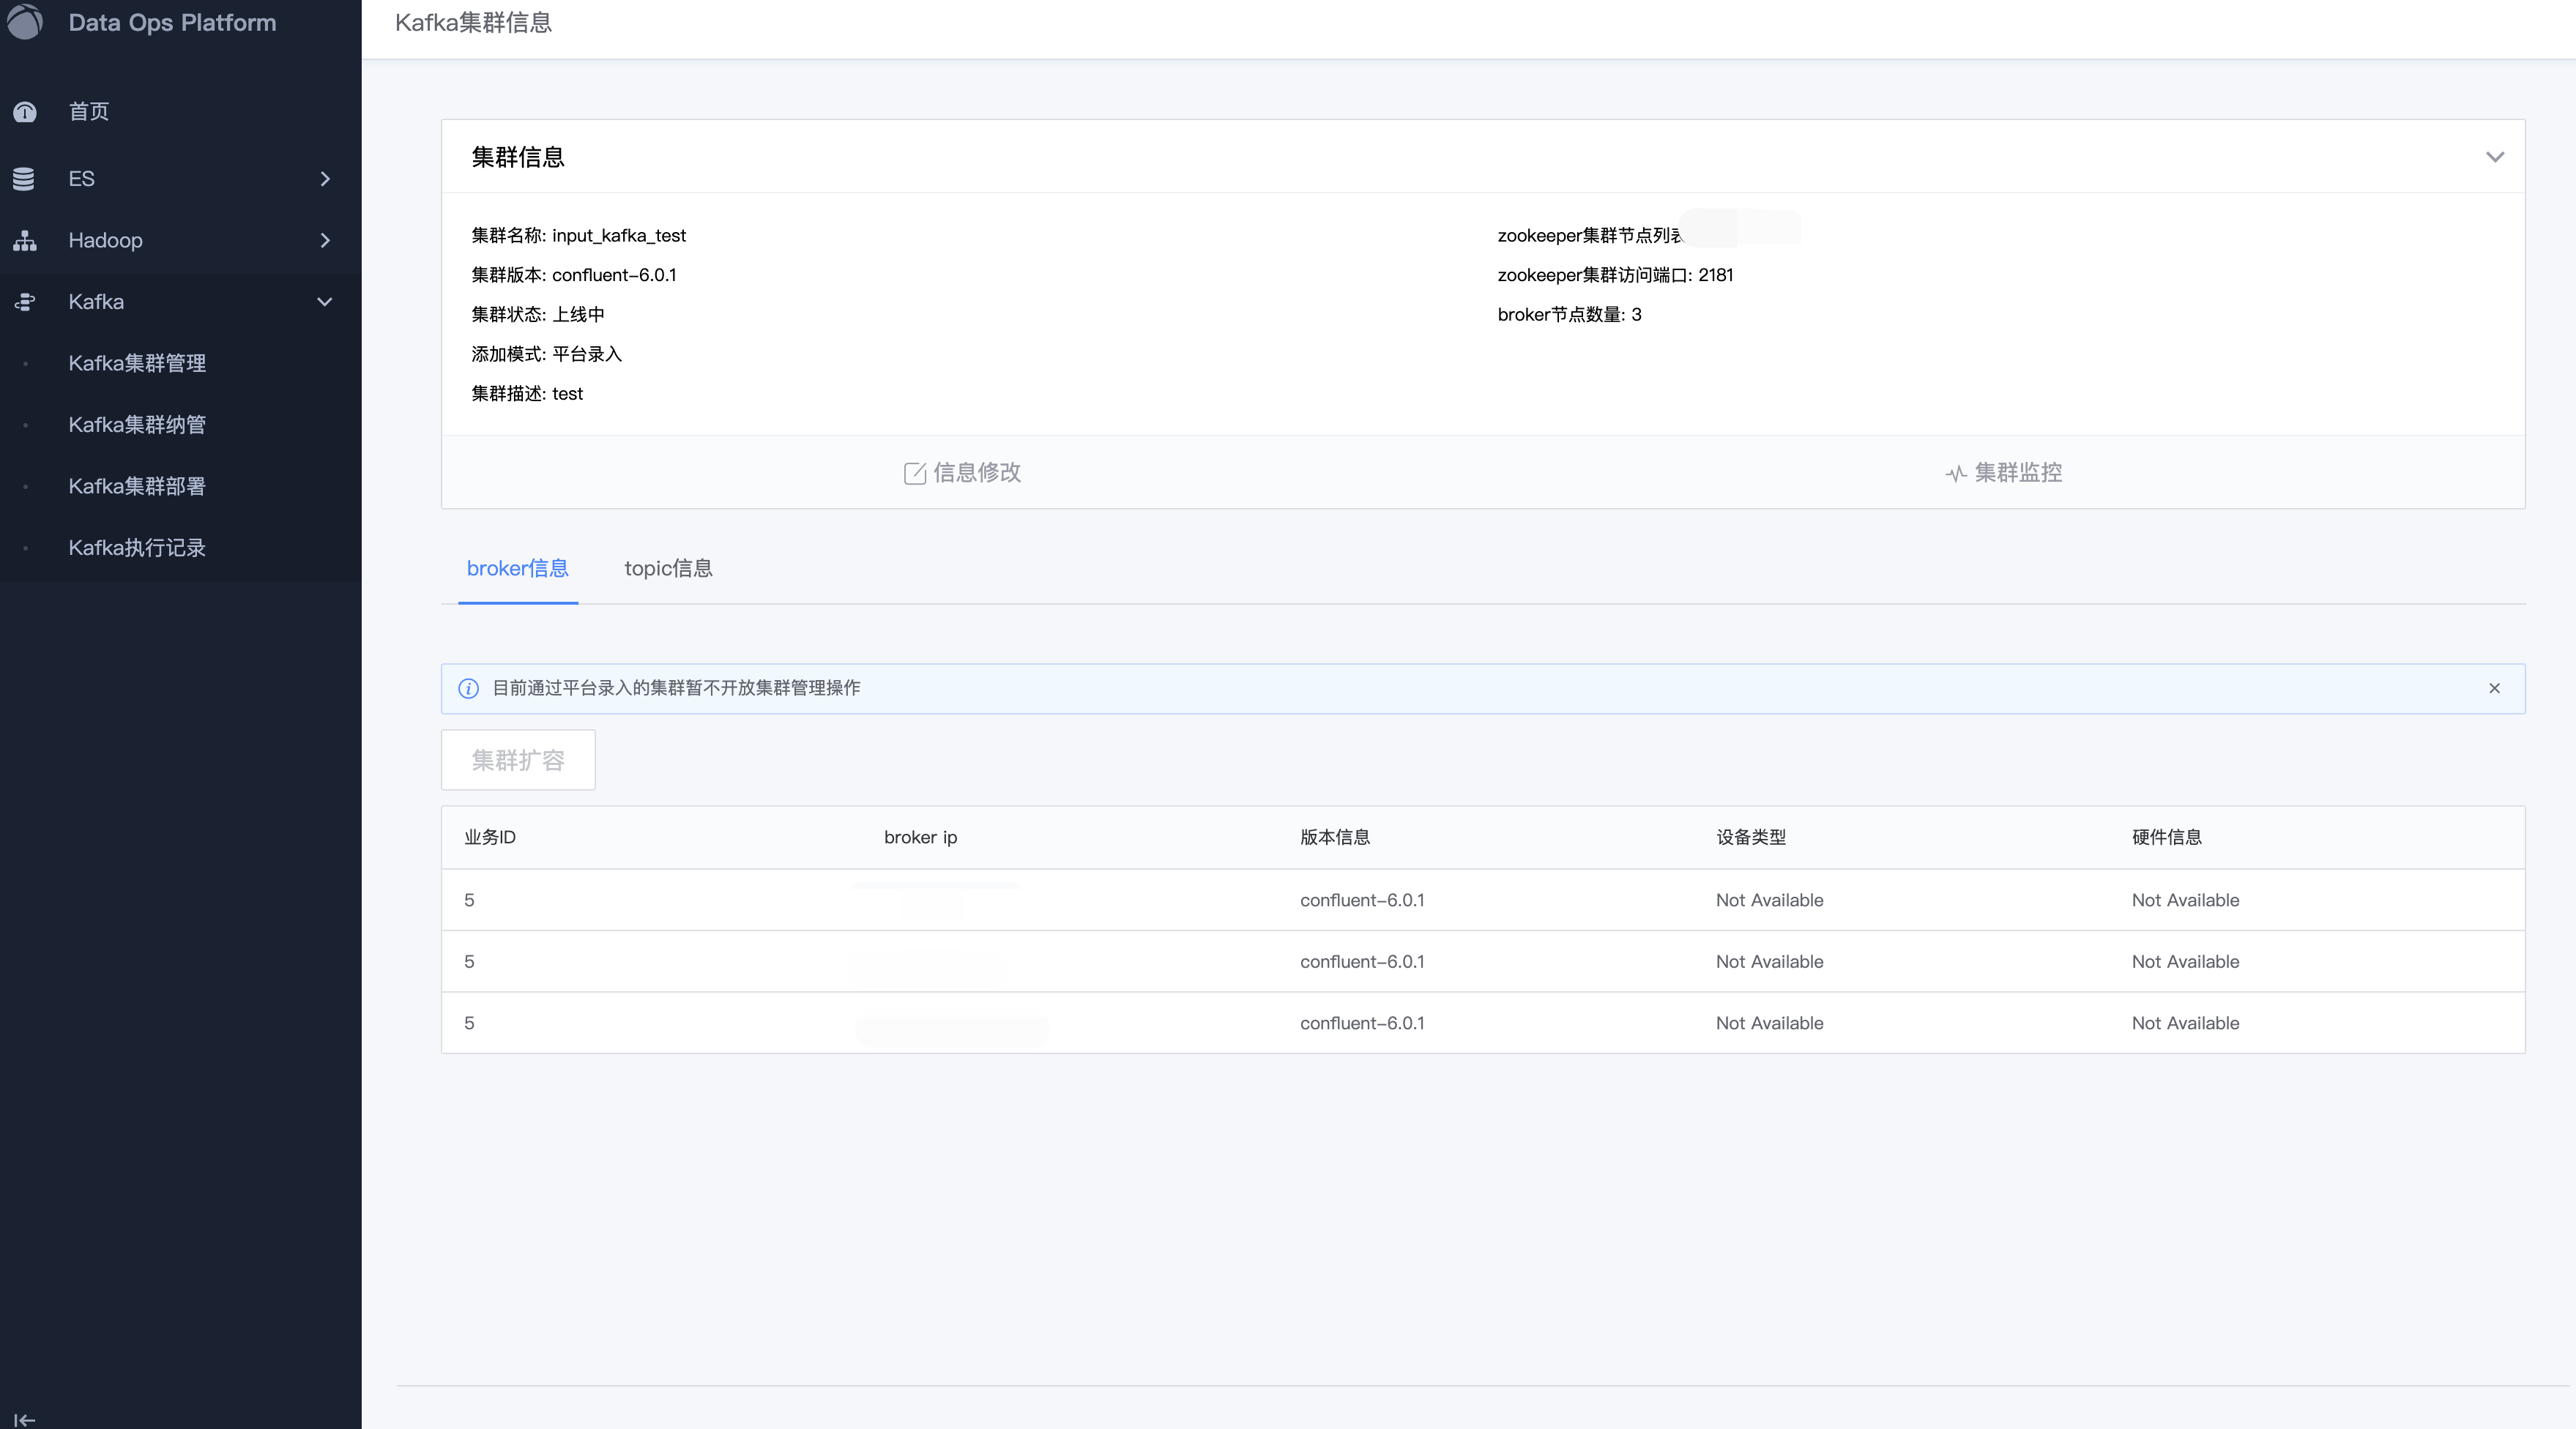 Data Ops Platform
首页
ES
Hadoop
Kafka
Kafka集群管理
Kafka集群纳管
Kafka集群部署
Kafka执行记录
Kafka集群信息
集群信息
集群名称: input_kafka_test
集群版本: confluent-6.0.1
集群状态: 上线中
添加模式: 平台录入
集群描述: test
zookeeper集群节点列表
zookeeper集群访问端口: 2181
broker节点数量: 3
信息修改 集群监控
broker信息 topic信息
目前通过平台录入的集群暂不开放集群管理操作
集群扩容
业务ID broker ip 版本信息 设备类型 硬件信息
5 confluent-6.0.1 Not Available Not Available
5 confluent-6.0.1 Not Available Not Available
5 confluent-6.0.1 Not Available Not Available